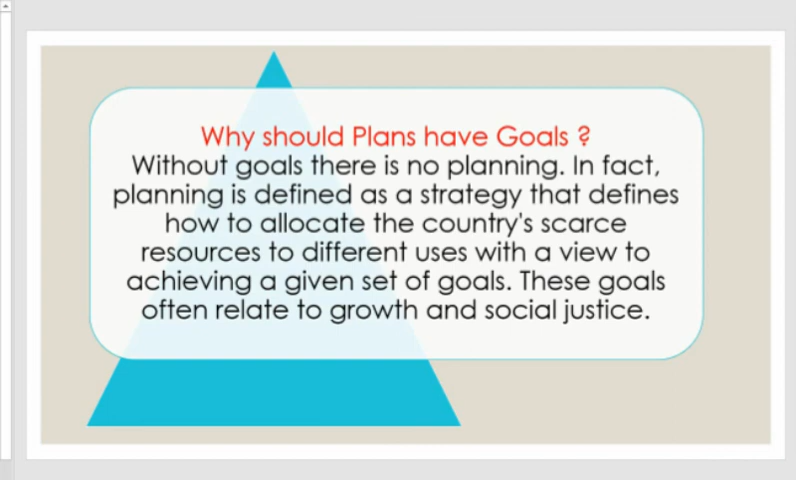 Why should Plans have Goals ?
Without goals there is no planning. In fact,
planning is defined as a strategy that defines
how to allocate the country's scarce
resources to different uses with a view to
achieving a given set of goals. These goals
often relate to growth and social justice.